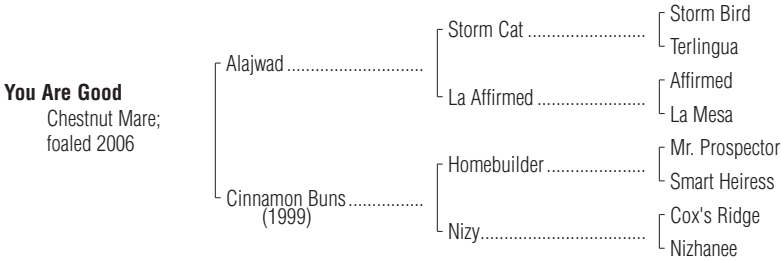 Storm Bird
Storm Cat ..........................
Terlingua
Alajwad ..............................
Affirmed
You Are Good
La Affirmed ........................
La Mesa
Chestnut Mare;
foaled 2006
Mr. Prospector
Homebuilder ......................
Smart Heiress
Cinnamon Buns .................
(1999)
Cox's Ridge
Nizy.....................................
Nizhanee